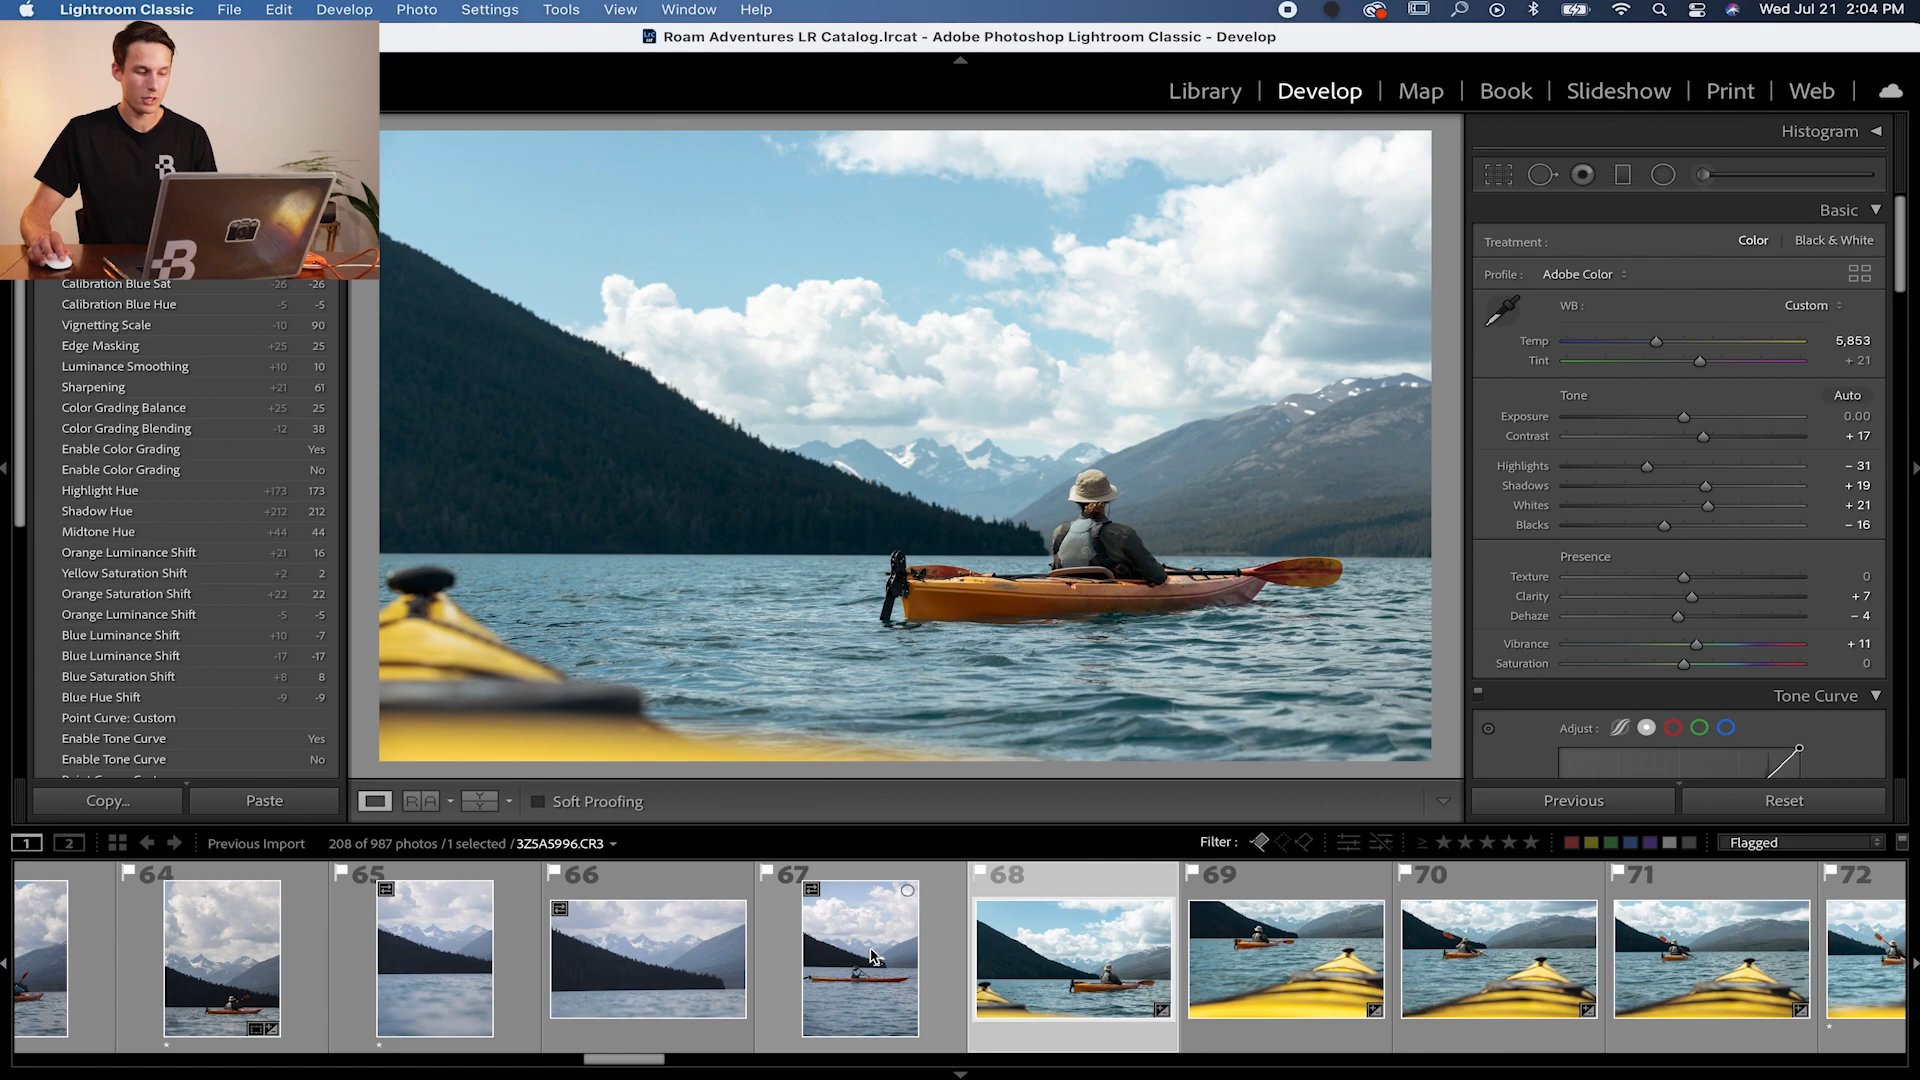 Lightroom Classic File Edit Develop Photo Settings Tools View Window Help Wed Jul 21 2:04 PM
Roam Adventures LR Catalog.lrcat - Adobe Photoshop Lightroom Classic - Develop
Library | Develop | Map | Book | Slideshow | Print | Web |
Histogram
Basic
Treatment : Color Black & White
Profile : Adobe Color
WB : Custom
Temp 5,853
Tint + 21
Tone Auto
Exposure 0.00
Contrast + 17
Highlights – 31
Shadows + 19
Whites + 21
Blacks – 16
Presence
Texture 0
Clarity + 7
Dehaze – 4
Vibrance + 11
Saturation 0
Tone Curve
Adjust :
Previous Reset
Calibration Blue Sat -26 -26
Calibration Blue Hue -5 -5
Vignetting Scale -10 90
Edge Masking +25 25
Luminance Smoothing +10 10
Sharpening +21 61
Color Grading Balance +25 25
Color Grading Blending -12 38
Enable Color Grading Yes
Enable Color Grading No
Highlight Hue +173 173
Shadow Hue +212 212
Midtone Hue +44 44
Orange Luminance Shift +21 16
Yellow Saturation Shift +2 2
Orange Saturation Shift +22 22
Orange Luminance Shift -5 -5
Blue Luminance Shift +10 -7
Blue Luminance Shift -17 -17
Blue Saturation Shift +8 8
Blue Hue Shift -9 -9
Point Curve: Custom
Enable Tone Curve Yes
Enable Tone Curve No
Copy... Paste
R A Y Y Soft Proofing
1 2 Previous Import 208 of 987 photos / 1 selected / 3Z5A5996.CR3 Filter : Flagged
64 65 66 67 68 69 70 71 72